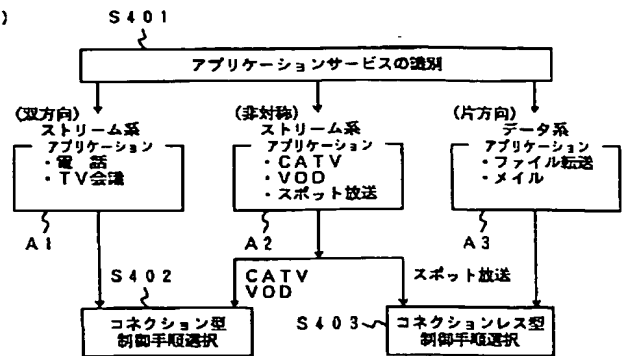 )
S401
アプリケーションサービスの識別
(双方向)
ストリーム系
アプリケーション
・電話
・TV会議
A1
(非対称)
ストリーム系
アプリケーション
・CATV
・VOD
・スポット放送
A2
(片方向)
データ系
アプリケーション
・ファイル転送
・メイル
A3
S402
CATV
VOD
スポット放送
コネクション型
制御手順選択
S403
コネクションレス型
制御手順選択